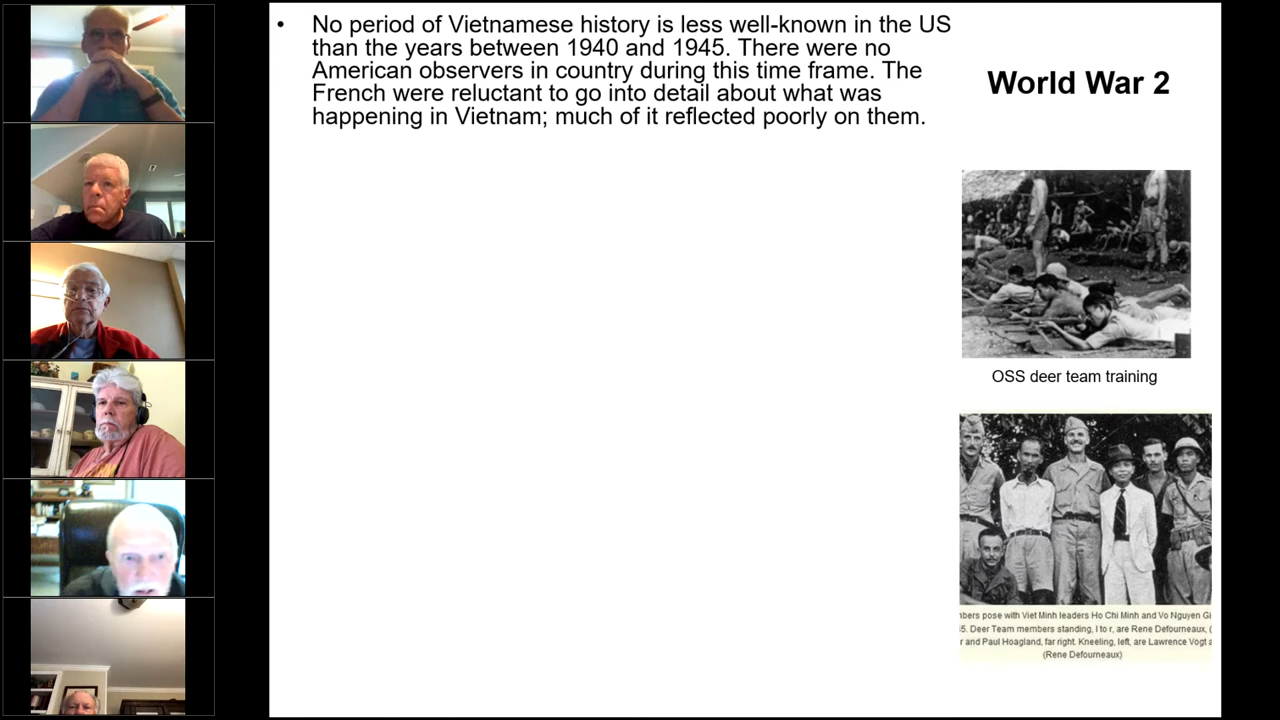 • No period of Vietnamese history is less well-known in the US
than the years between 1940 and 1945. There were no
American observers in country during this time frame. The
French were reluctant to go into detail about what was
happening in Vietnam; much of it reflected poorly on them.
World War 2
OSS deer team training
nbers pose with Viet Minh leaders Ho Chi Minh and Vo Nguyen Gi
5. Deer Team members standing, l to r, are Rene Defourneaux, (
r and Paul Hoagland, far right. Kneeling, left, are Lawrence Vogt a
(Rene Defourneaux)